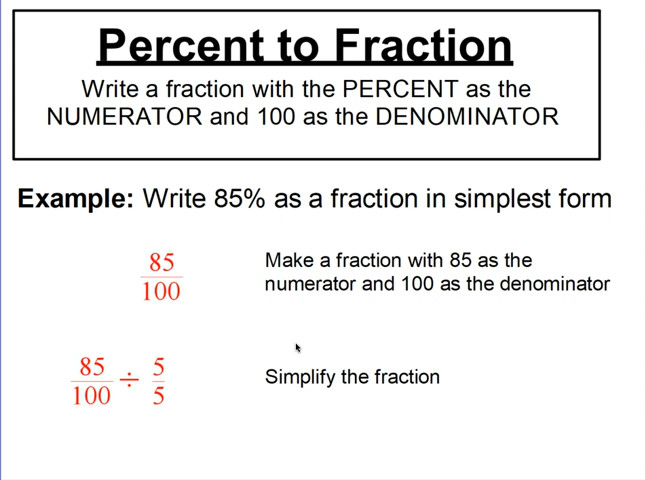 Percent to Fraction
Write a fraction with the PERCENT as the
NUMERATOR and 100 as the DENOMINATOR
Example: Write 85% as a fraction in simplest form
85
100
Make a fraction with 85 as the
numerator and 100 as the denominator
85/100 ÷ 5/5
Simplify the fraction